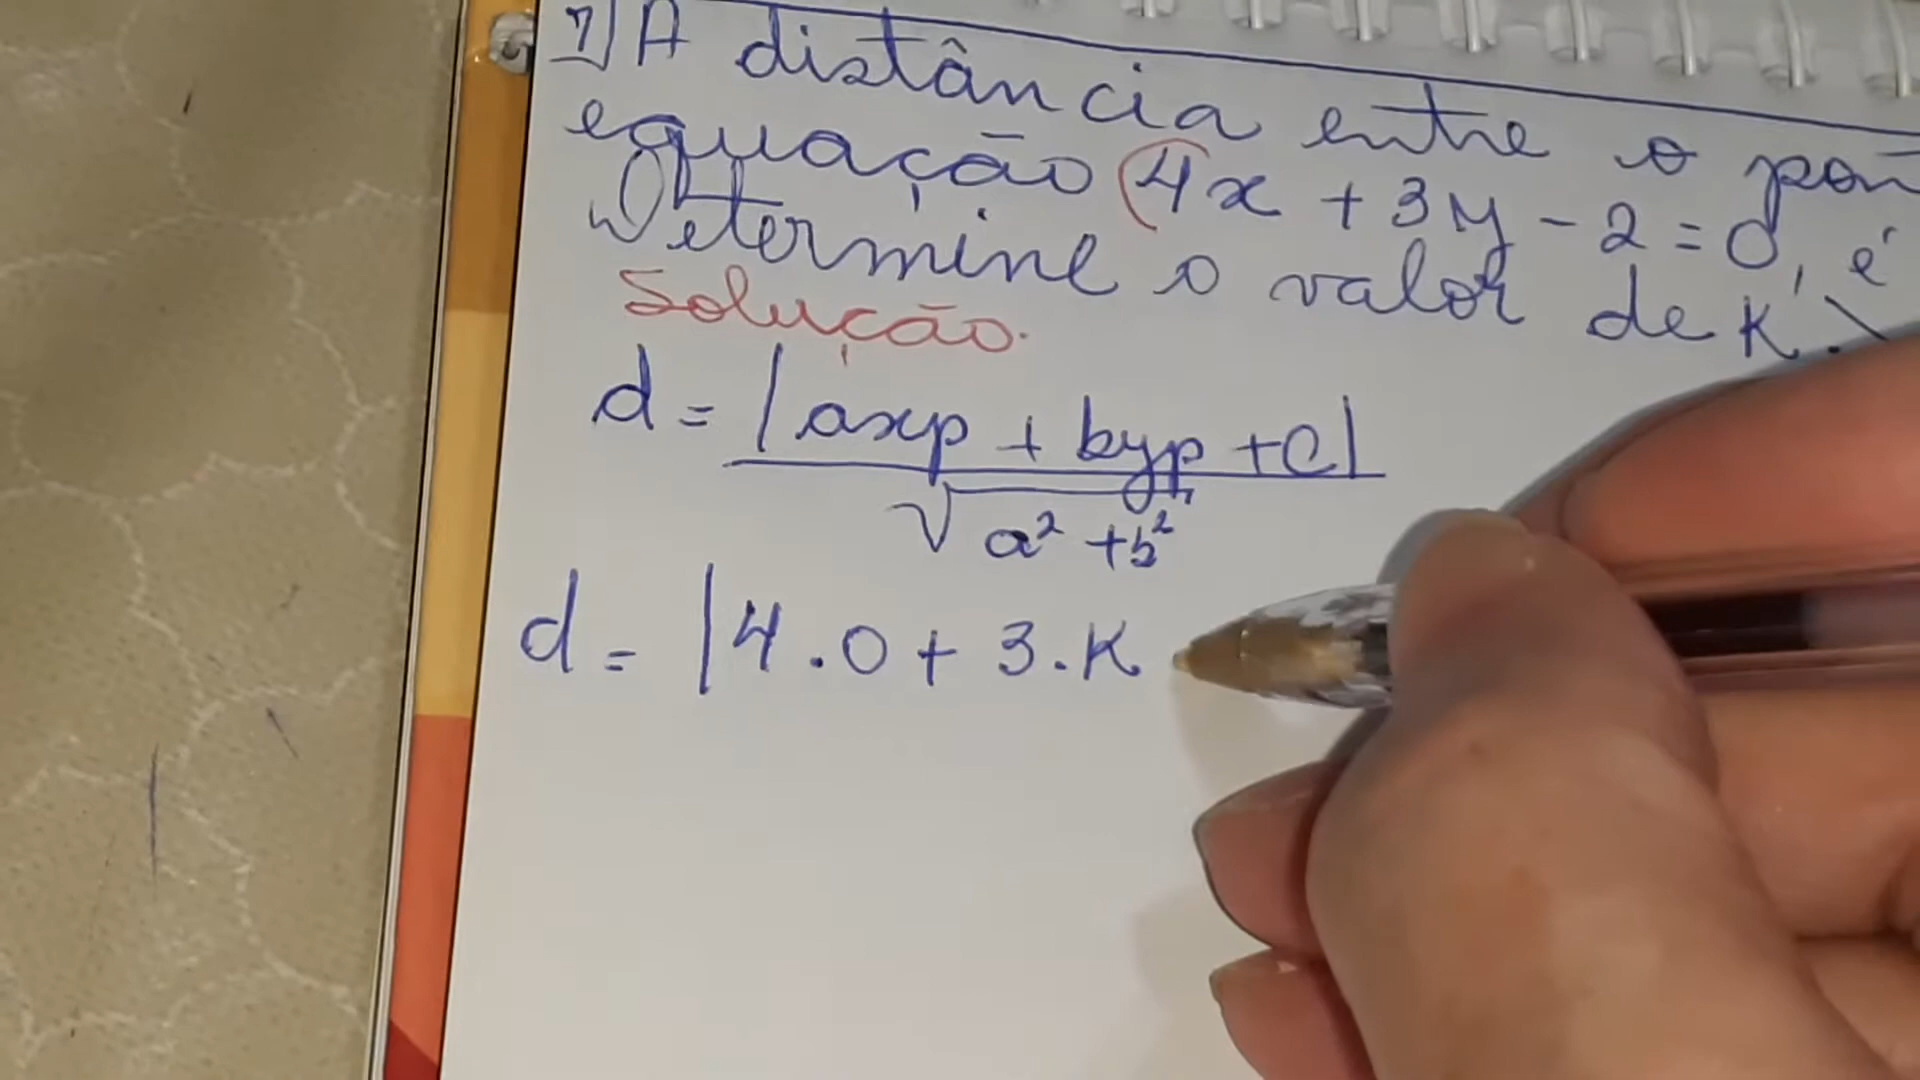 7) A distância entre o pon
equação 4x + 3y - 2 = 0, é
Determine o valor de K.
Solução.
d = |axp + byp + c|
√a² + b²
d = |4.0 + 3.K